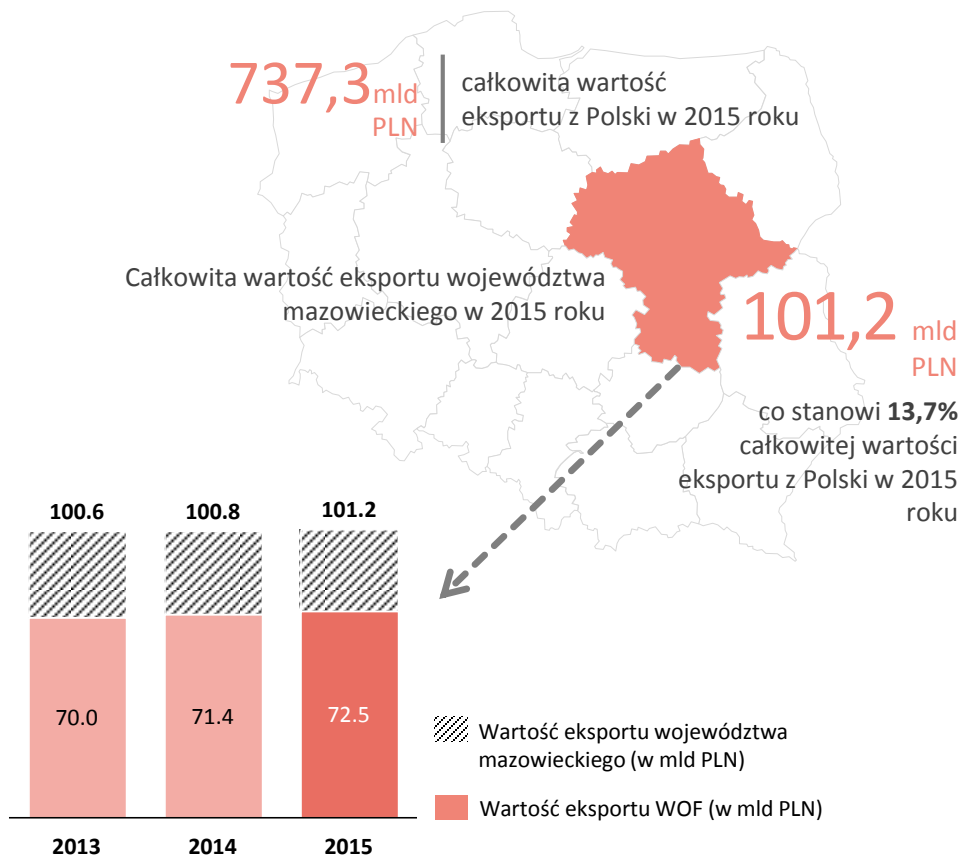 737,3 mld
PLN
całkowita wartość
eksportu z Polski w 2015 roku
Całkowita wartość eksportu województwa
mazowieckiego w 2015 roku
101,2 mld
PLN
co stanowi 13,7%
całkowitej wartości
eksportu z Polski w 2015
roku
100.6
100.8
101.2
70.0
71.4
72.5
2013
2014
2015
Wartość eksportu województwa
mazowieckiego (w mld PLN)
Wartość eksportu WOF (w mld PLN)